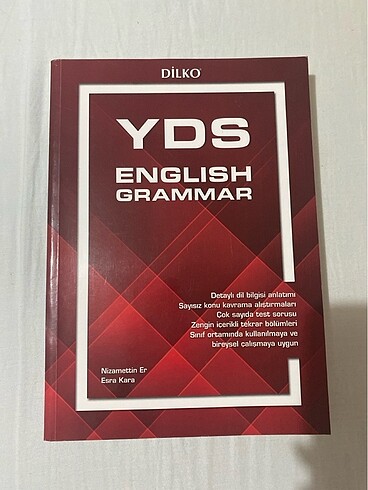 DİLKO®
YDS
ENGLISH
GRAMMAR
Detaylı dil bilgisi anlatımı
Sayısız konu kavrama alıştırmaları
Çok sayıda test sorusu
Zengin içerikli tekrar bölümleri
Sınıf ortamında kullanılmaya ve
bireysel çalışmaya uygun
Nizamettin Er
Esra Kara